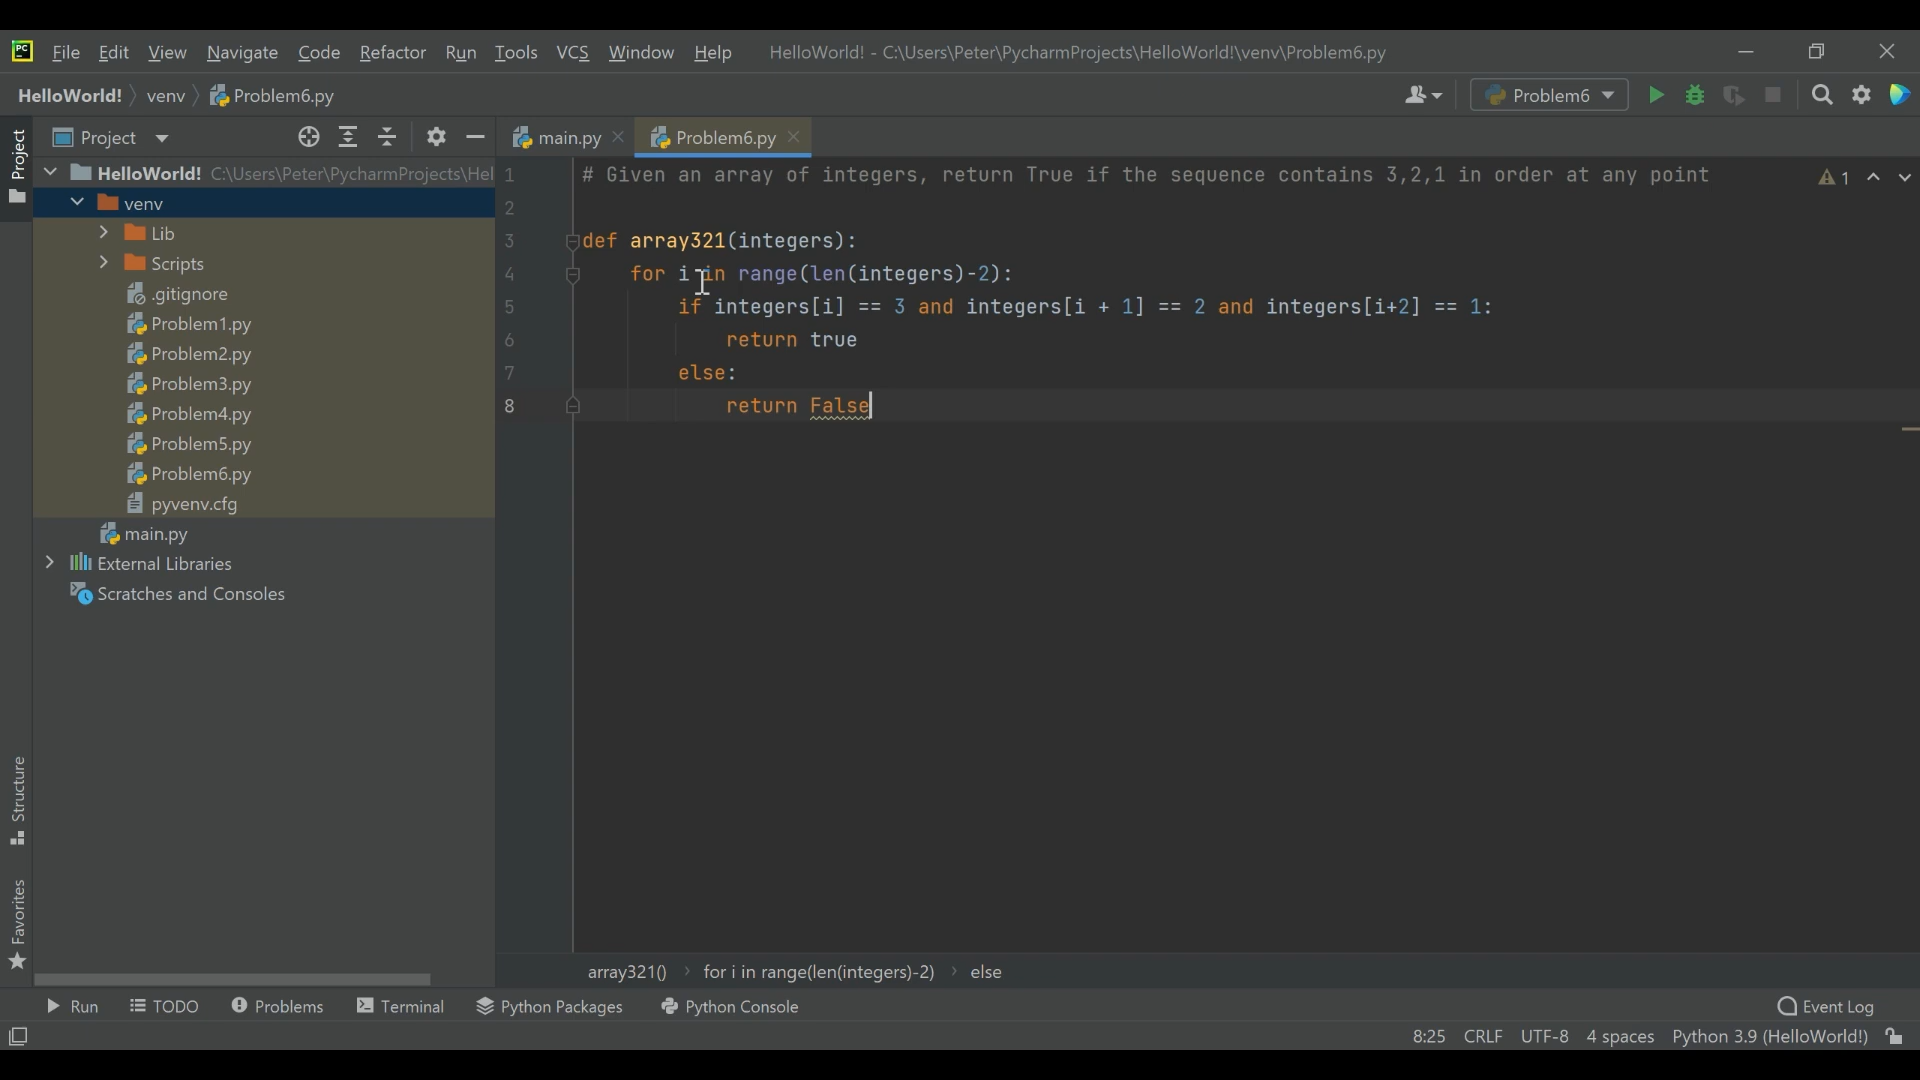 PC File Edit View Navigate Code Refactor Run Tools VCS Window Help HelloWorld! - C:\Users\Peter\PycharmProjects\HelloWorld!\venv\Problem6.py
HelloWorld! venv Problem6.py Problem6
Project
Project
main.py
Problem6.py
HelloWorld! C:\Users\Peter\PycharmProjects\Hel
venv
Lib
Scripts
.gitignore
Problem1.py
Problem2.py
Problem3.py
Problem4.py
Problem5.py
Problem6.py
pyvenv.cfg
main.py
External Libraries
Scratches and Consoles
1 # Given an array of integers, return True if the sequence contains 3,2,1 in order at any point 1
2
3 def array321(integers):
4 for i in range(len(integers)-2):
5 if integers[i] == 3 and integers[i + 1] == 2 and integers[i+2] == 1:
6 return true
7 else:
8 return False
Structure
Favorites
array321() for i in range(len(integers)-2) else
Run TODO Problems Terminal Python Packages Python Console Event Log
8:25 CRLF UTF-8 4 spaces Python 3.9 (HelloWorld!)